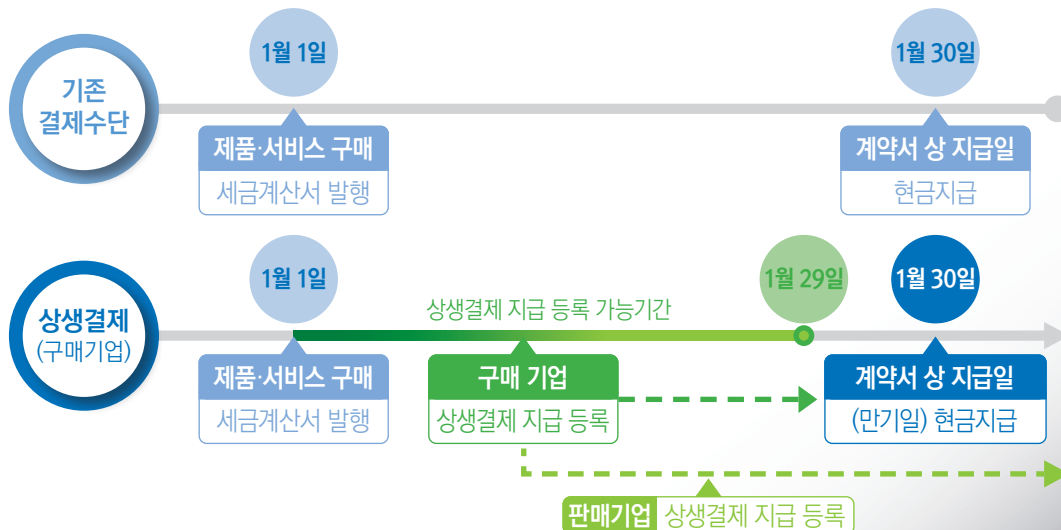 1월 1일
1월 30일
기존
결제수단
제품·서비스 구매
세금계산서 발행
계약서 상 지급일
현금지급
1월 1일
1월 29일
1월 30일
상생결제 지급 등록 가능기간
상생결제
(구매기업)
제품·서비스 구매
세금계산서 발행
구매 기업
상생결제 지급 등록
계약서 상 지급일
(만기일) 현금지급
판매기업 상생결제 지급 등록